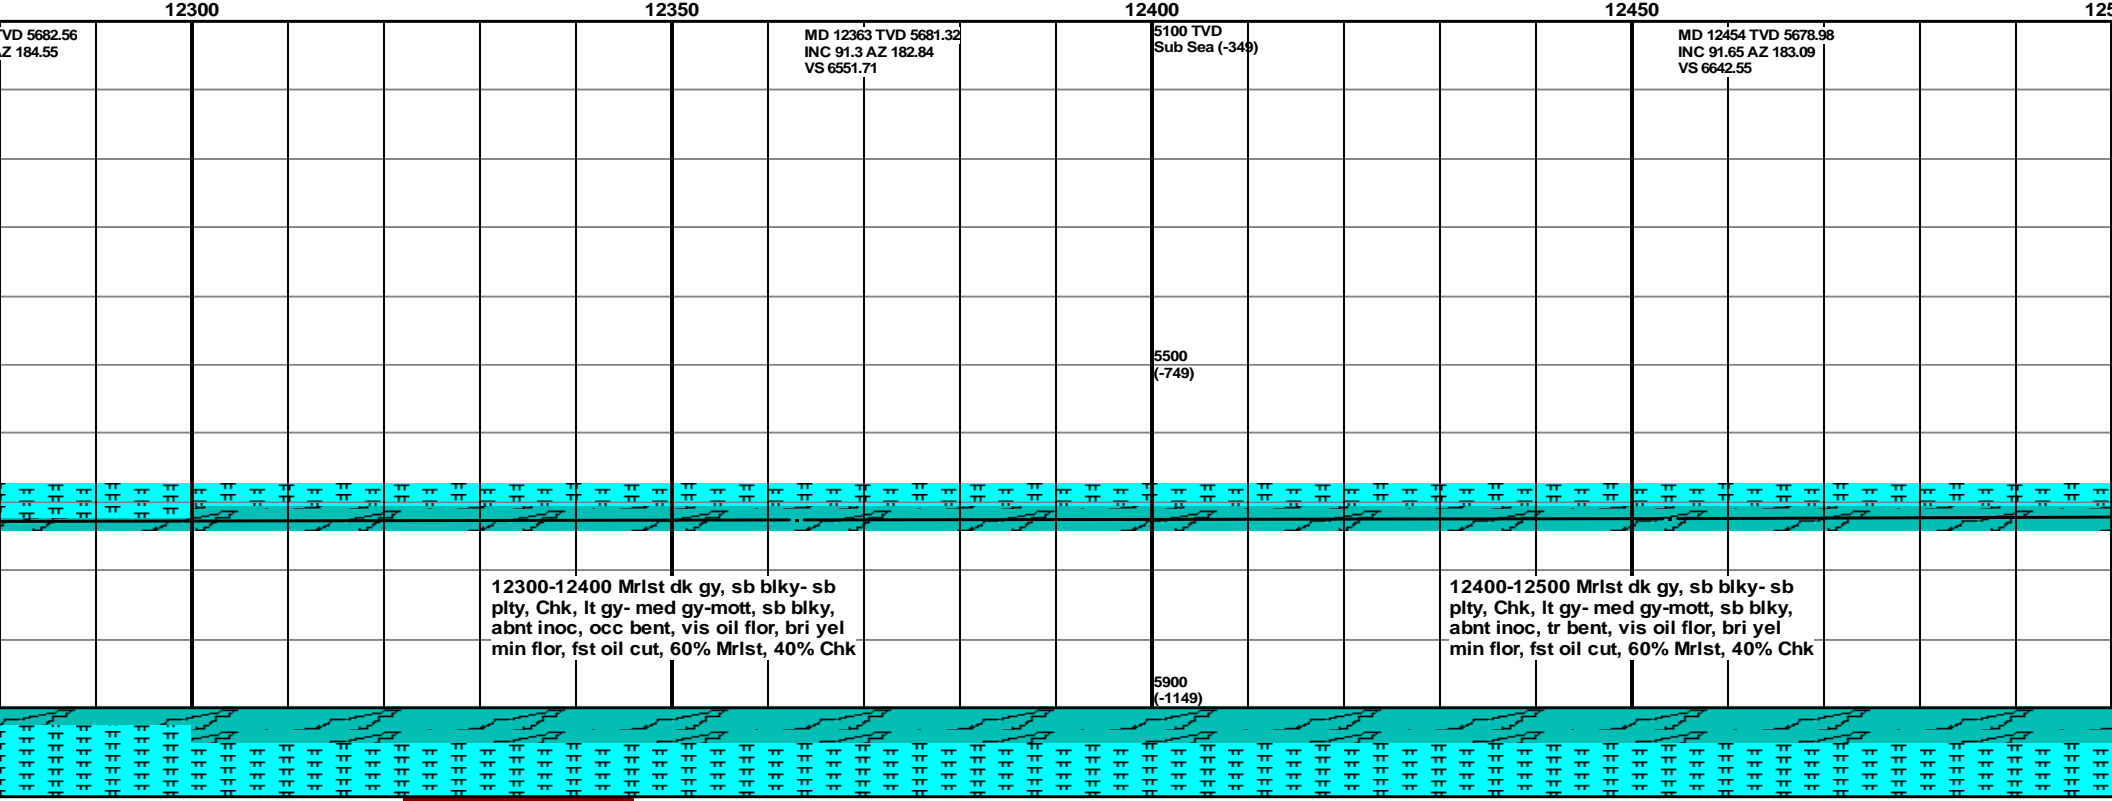 12300
12350
12400
12450
125
TVD 5682.56
AZ 184.55
MD 12363 TVD 5681.32
INC 91.3 AZ 182.84
VS 6551.71
5100 TVD
Sub Sea (-349)
MD 12454 TVD 5678.98
INC 91.65 AZ 183.09
VS 6642.55
5500
(-749)
12300-12400 Mrlst dk gy, sb blky- sb
plty, Chk, lt gy- med gy-mott, sb blky,
abnt inoc, occ bent, vis oil flor, bri yel
min flor, fst oil cut, 60% Mrlst, 40% Chk
12400-12500 Mrlst dk gy, sb blky- sb
plty, Chk, lt gy- med gy-mott, sb blky,
abnt inoc, tr bent, vis oil flor, bri yel
min flor, fst oil cut, 60% Mrlst, 40% Chk
5900
(-1149)